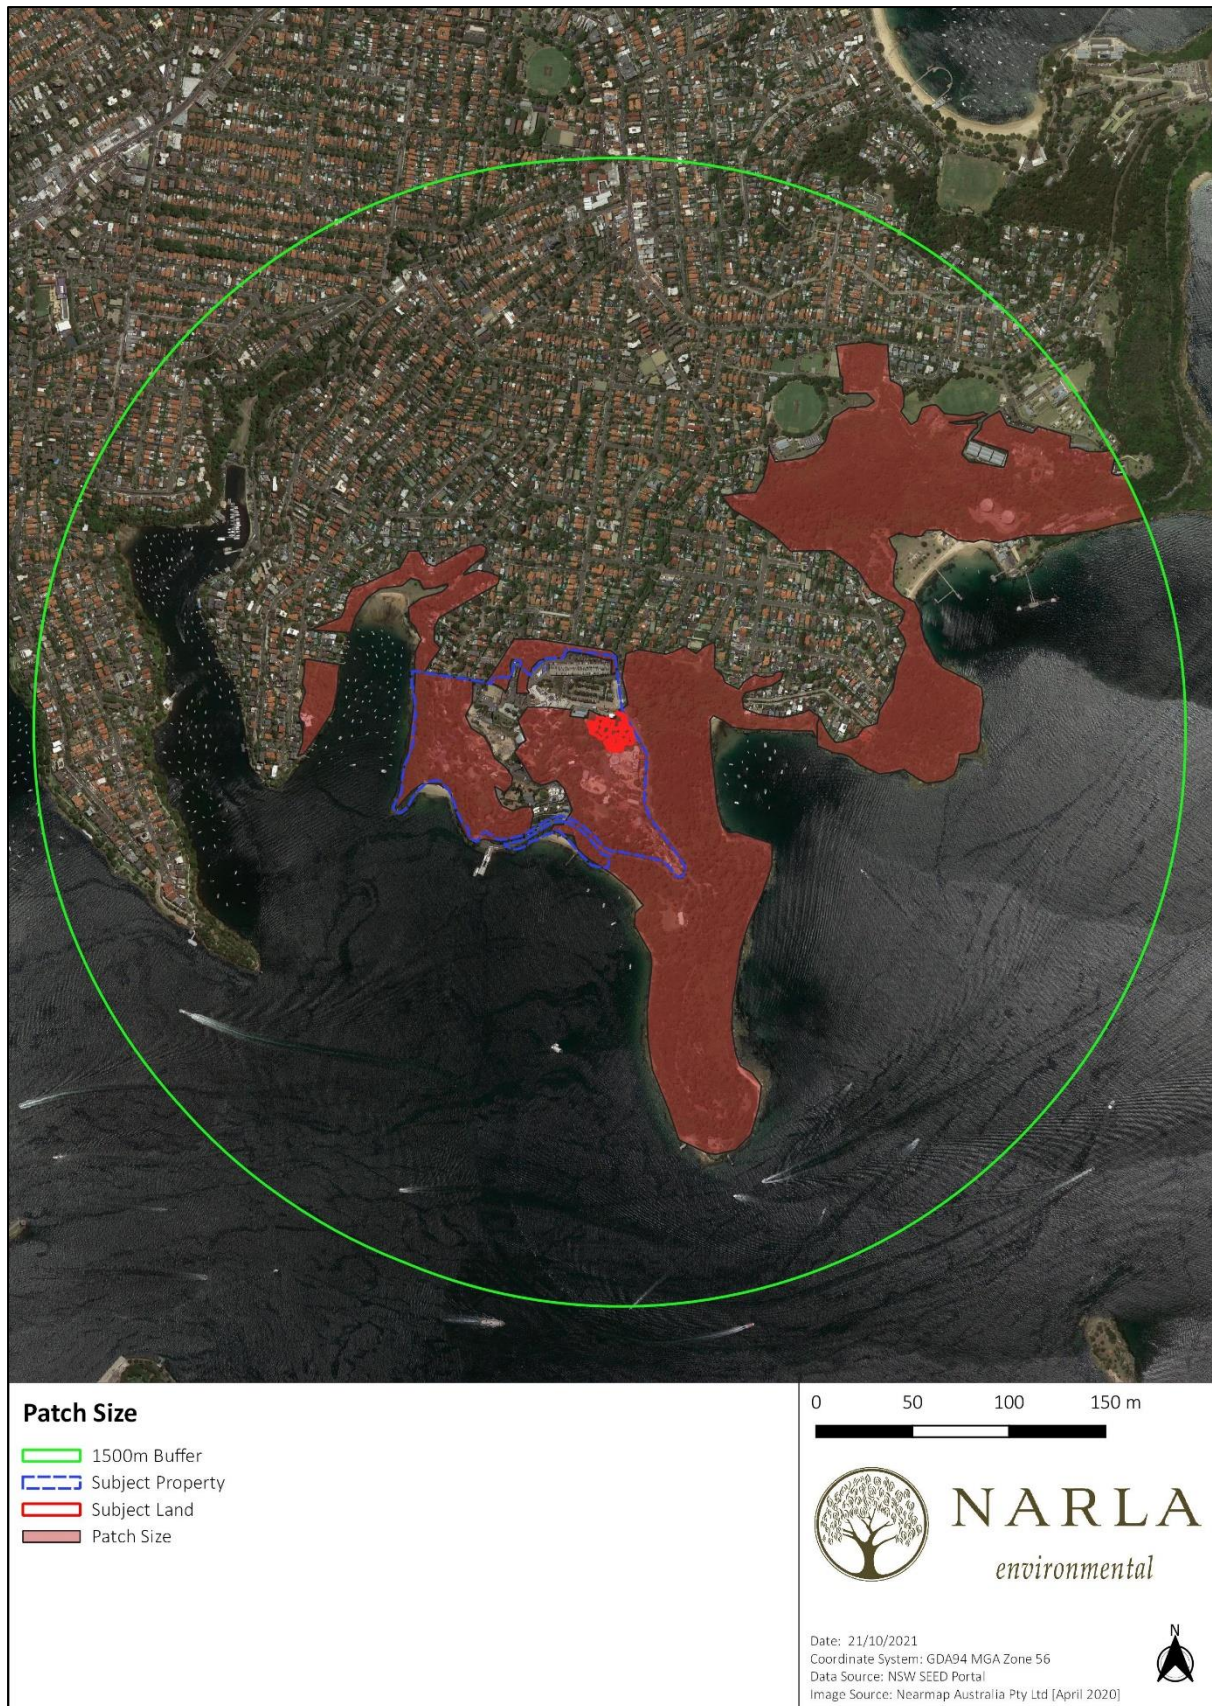 Patch Size
1500m Buffer
Subject Property
Subject Land
Patch Size
0 50 100 150 m
NARLA
environmental
N
Date: 21/10/2021
Coordinate System: GDA94 MGA Zone 56
Data Source: NSW SEED Portal
Image Source: Nearmap Australia Pty Ltd [April 2020]